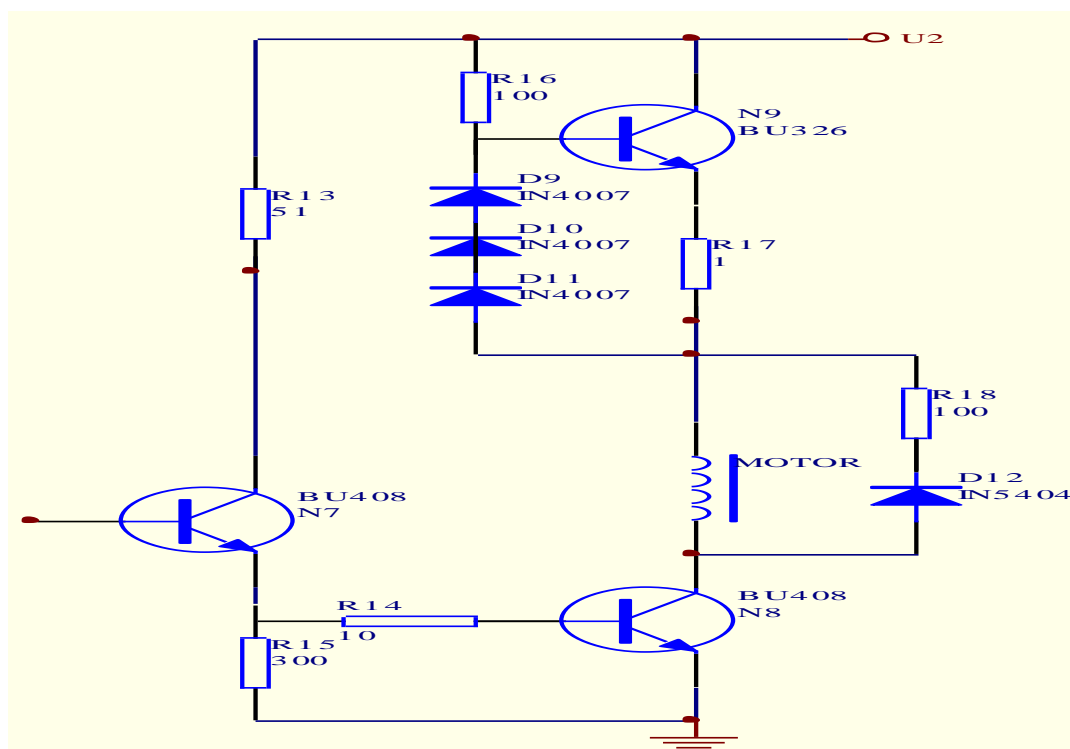 U2
R16
100
N9
BU326
D9
IN4007
R13
51
D10
IN4007
R17
1
D11
IN4007
R18
100
MOTOR
D12
IN5404
BU408
N7
R14
10
BU408
N8
R15
300